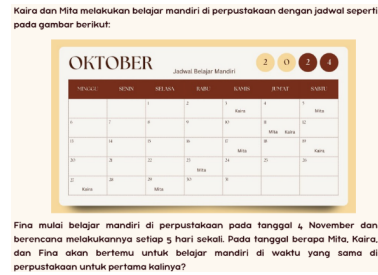 Kaira dan Mita melakukan belajar mandiri di perpustakaan dengan jadwal seperti
pada gambar berikut:
OKTOBER
Jadwal Belajar Mandiri
2 0 2 4
MINGGU SENIN SELASA RABU KAMIS JUM'AT SABTU
1 2 3 4 5
Kaira Mita
6 7 8 9 10 11 12
Mita Kaira
13 14 15 16 17 18 19
Mita Kaira
20 21 22 23 24 25 26
Mita
27 28 29 30 31
Kaira Mita
Fina mulai belajar mandiri di perpustakaan pada tanggal 4 November dan
berencana melakukannya setiap 5 hari sekali. Pada tanggal berapa Mita, Kaira,
dan Fina akan bertemu untuk belajar mandiri di waktu yang sama di
perpustakaan untuk pertama kalinya?